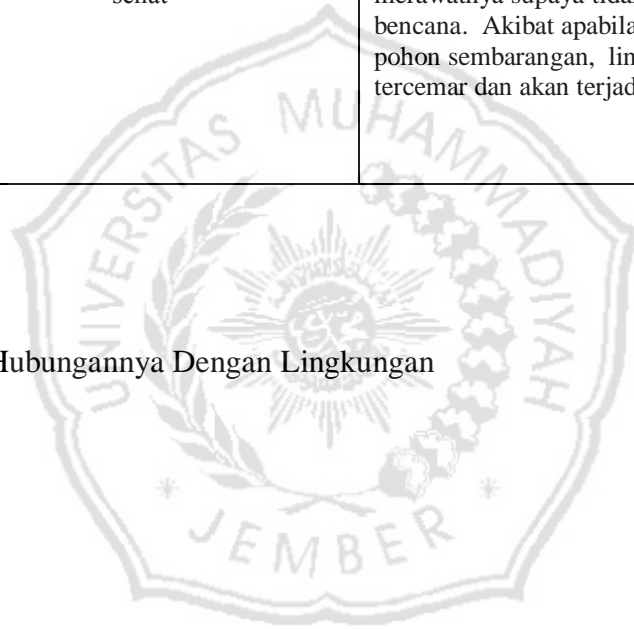 sehat
merawatnya supaya tida
bencana. Akibat apabila
pohon sembarangan, lin
tercemar dan akan terjad
Hubungannya Dengan Lingkungan
UNIVERSITAS MUHAMMADIYAH
JEMBER